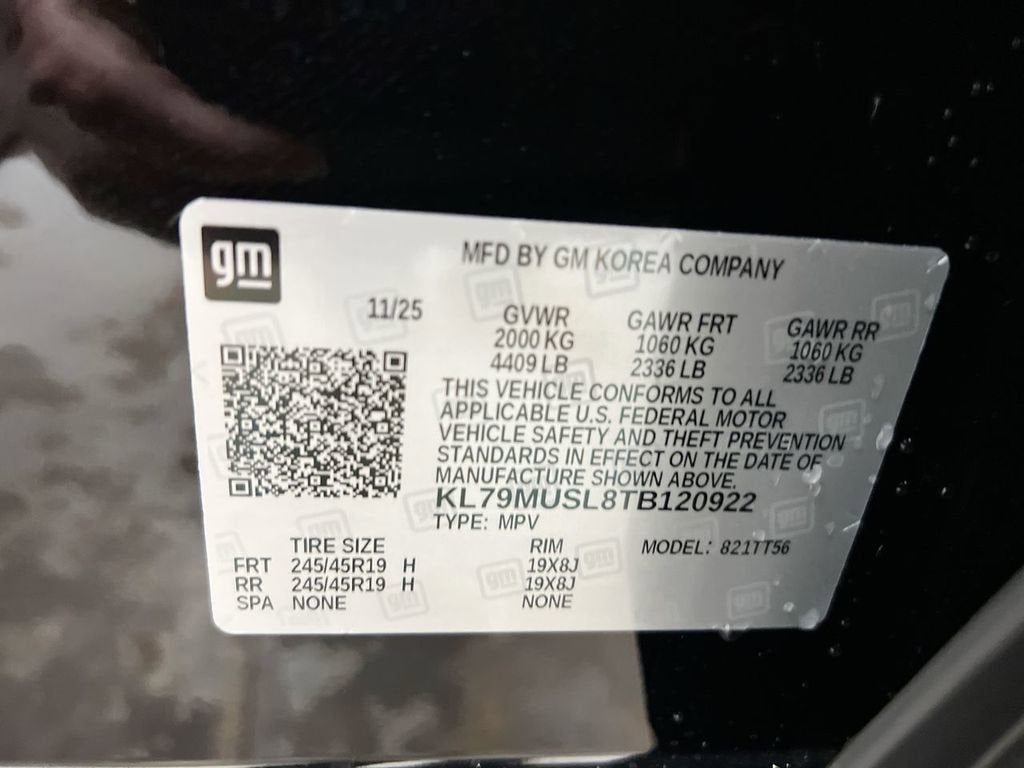 gm
MFD BY GM KOREA COMPANY
11/25 GVWR GAWR FRT GAWR RR
2000 KG 1060 KG 1060 KG
4409 LB 2336 LB 2336 LB
THIS VEHICLE CONFORMS TO ALL
APPLICABLE U.S. FEDERAL MOTOR
VEHICLE SAFETY AND THEFT PREVENTION
STANDARDS IN EFFECT ON THE DATE OF
MANUFACTURE SHOWN ABOVE.
KL79MUSL8TB120922
TYPE: MPV
TIRE SIZE RIM MODEL: 821TT56
FRT 245/45R19 H 19X8J
RR 245/45R19 H 19X8J
SPA NONE NONE